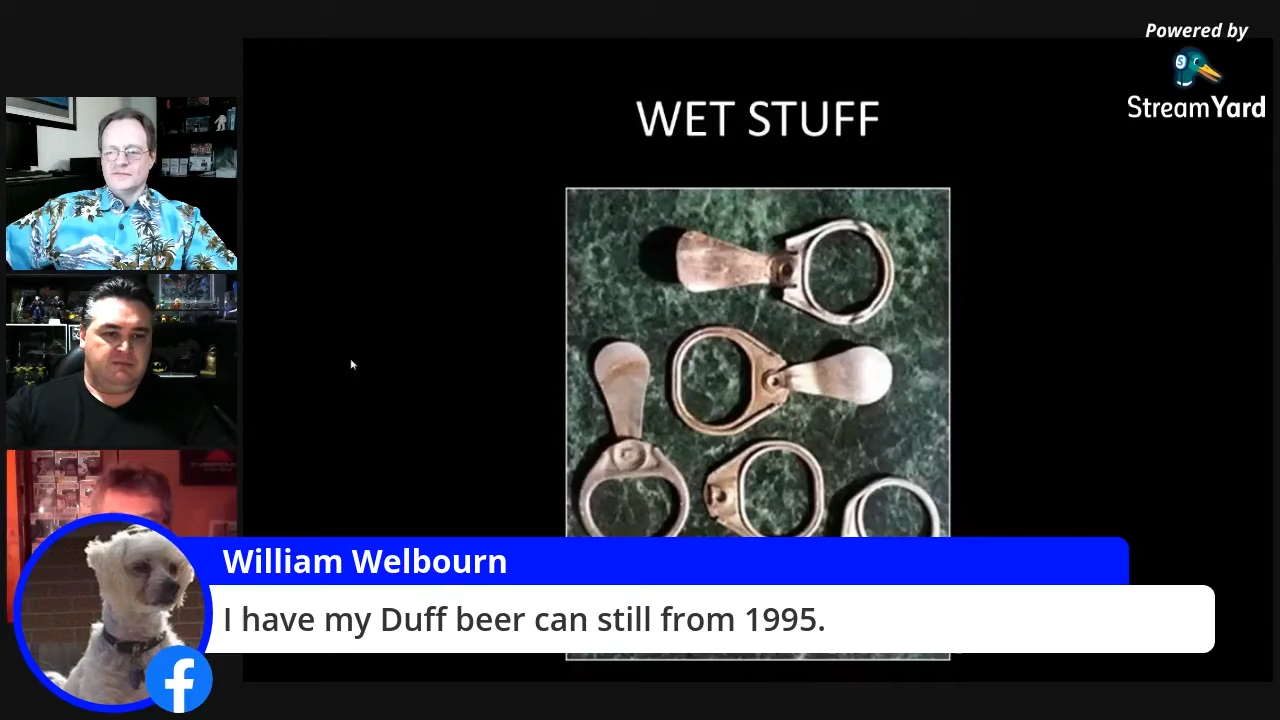 Powered by
StreamYard
WET STUFF
William Welbourn
I have my Duff beer can still from 1995.